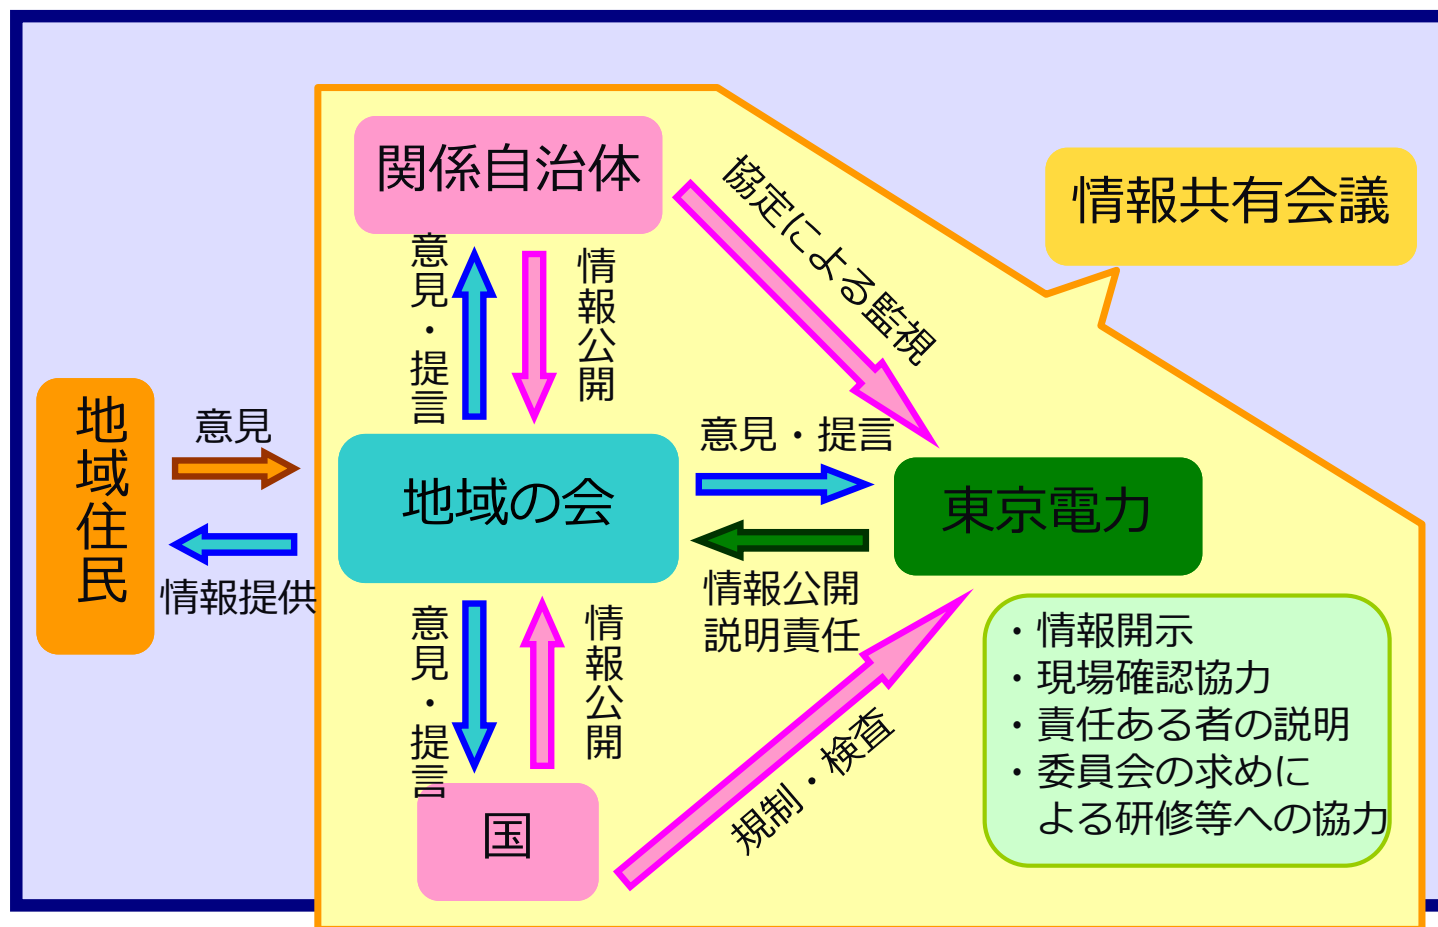 関係自治体
協定による監視
情報共有会議
意見・提言
情報公開
地域住民
意見
情報提供
地域の会
意見・提言
情報公開
説明責任
東京電力
意見・提言
情報公開
規制・検査
国
・情報開示
・現場確認協力
・責任ある者の説明
・委員会の求めに
よる研修等への協力